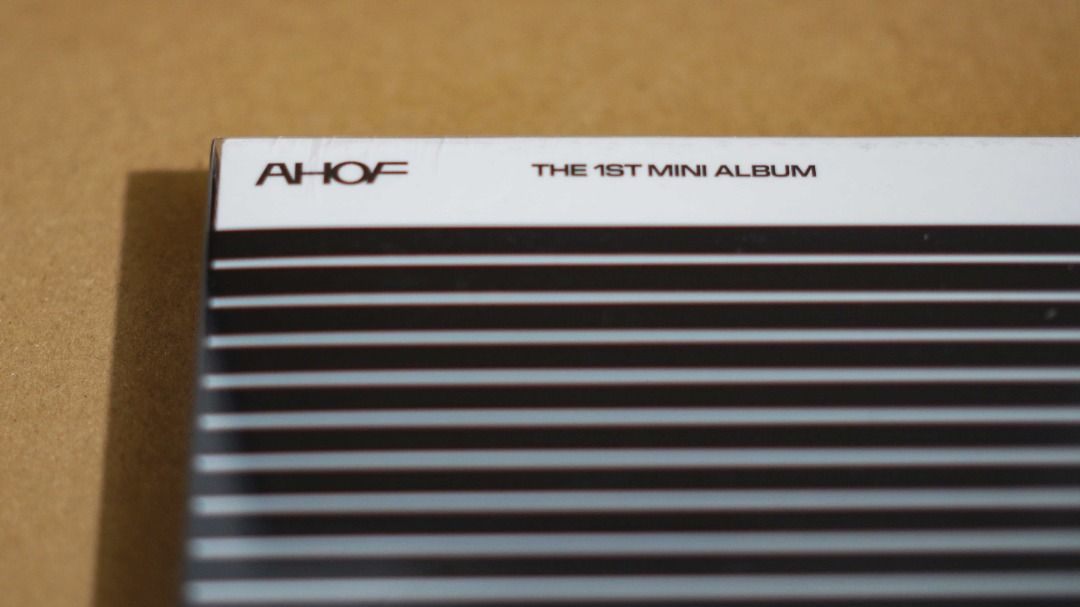 AHOF
THE 1ST MINI ALBUM